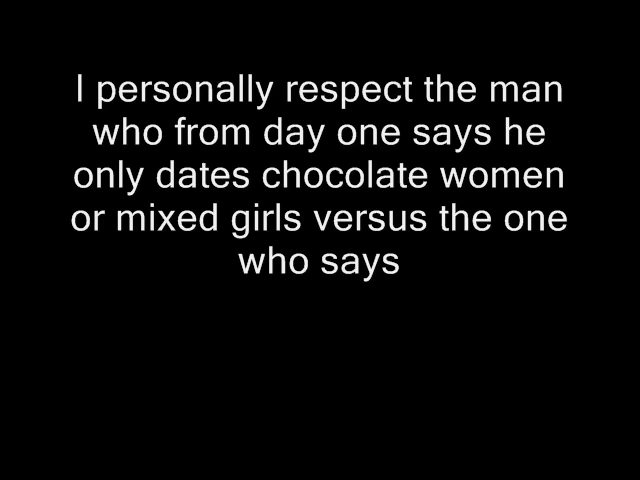 I personally respect the man
who from day one says he
only dates chocolate women
or mixed girls versus the one
who says